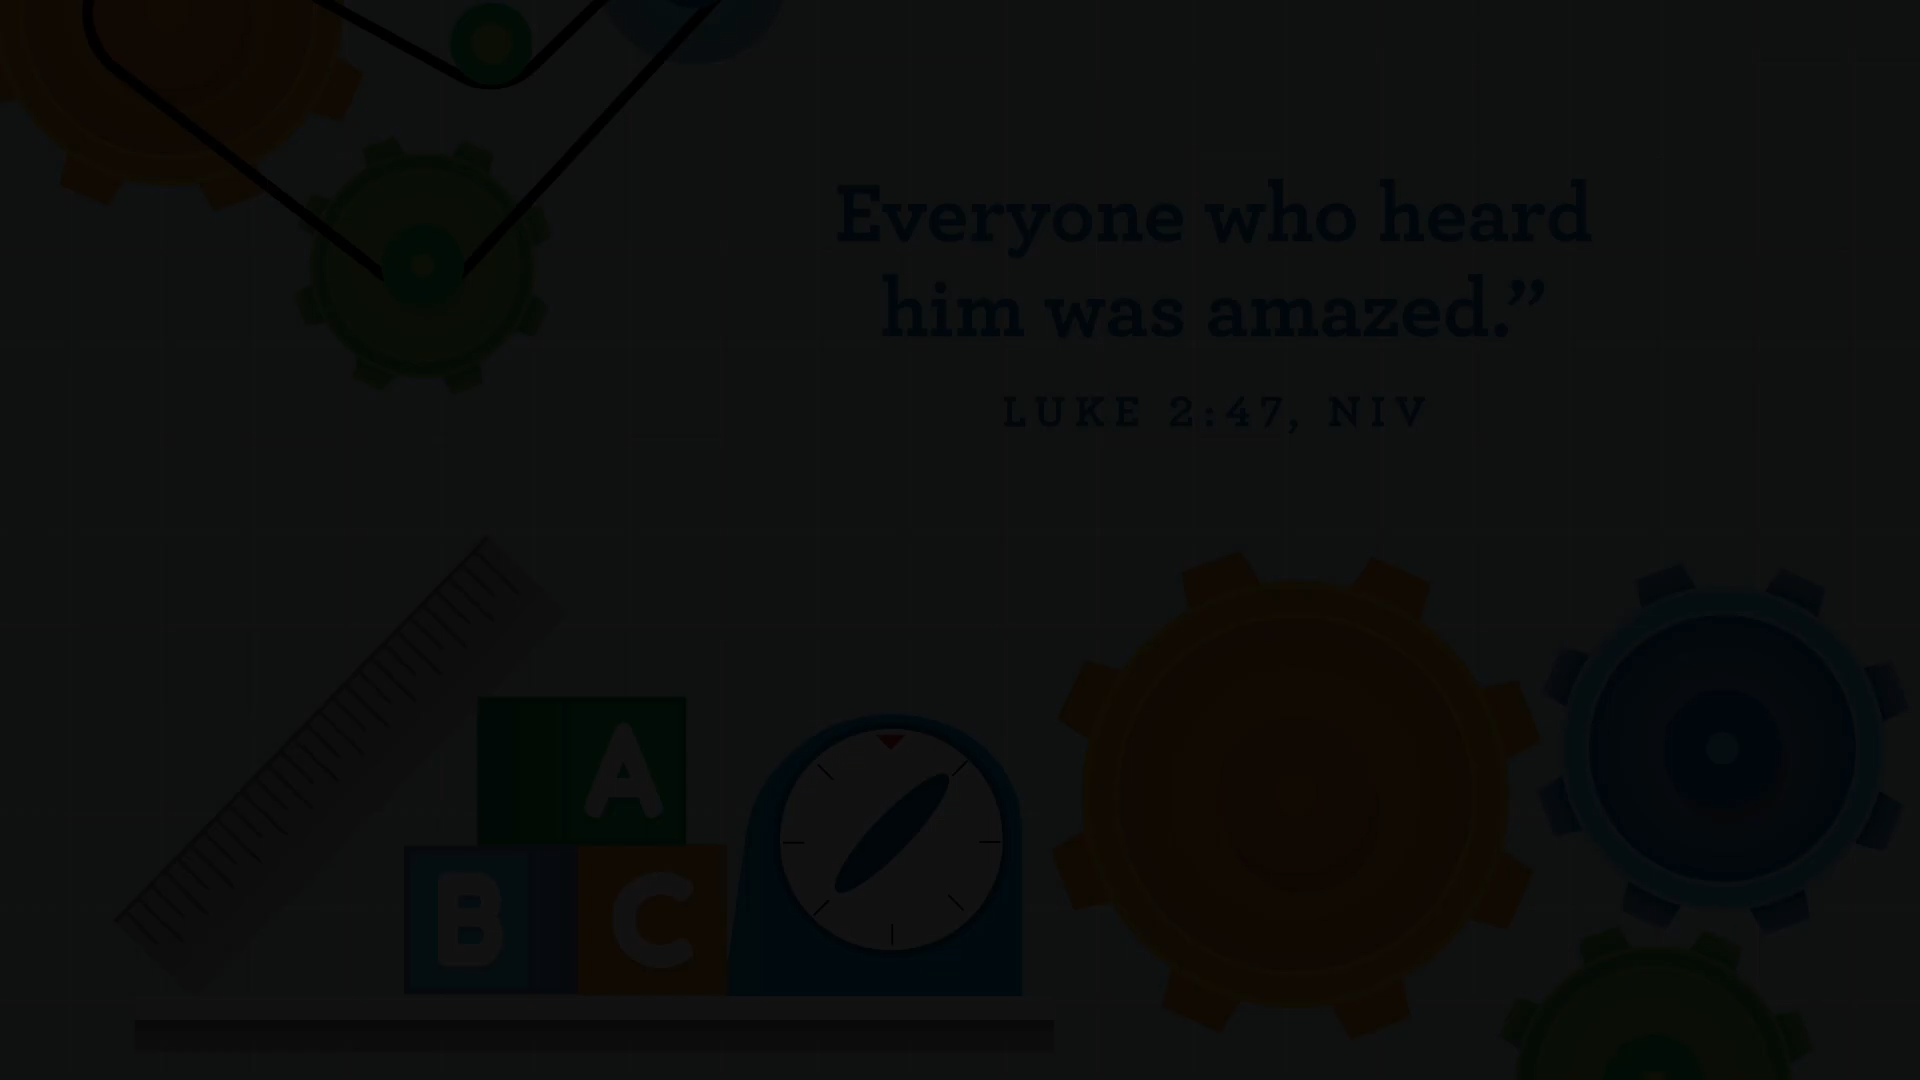 Everyone who heard
him was amazed.”
LUKE 2:47, NIV
A
B C